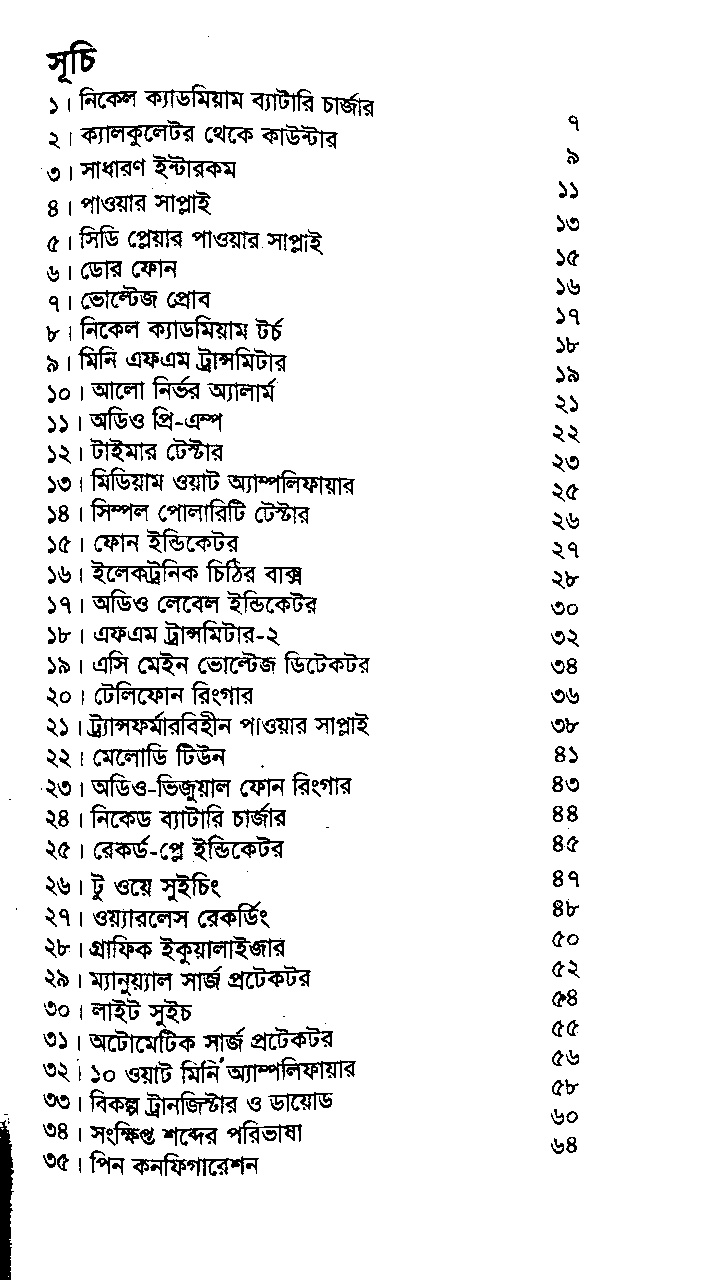 সূচি
১। নিকেল ক্যাডমিয়াম ব্যাটারি চার্জার ৭
২। ক্যালকুলেটর থেকে কাউন্টার ৯
৩। সাধারণ ইন্টারকম ১১
৪। পাওয়ার সাপ্লাই ১৩
৫। সিডি প্লেয়ার পাওয়ার সাপ্লাই ১৫
৬। ডোর ফোন ১৬
৭। ভোল্টেজ প্রোব ১৭
৮। নিকেল ক্যাডমিয়াম টর্চ ১৮
৯। মিনি এফএম ট্রান্সমিটার ১৯
১০। আলো নির্ভর অ্যালার্ম ২১
১১। অডিও প্রি-এম্প ২২
১২। টাইমার টেস্টার ২৩
১৩। মিডিয়াম ওয়াট অ্যাম্পলিফায়ার ২৫
১৪। সিম্পল পোলারিটি টেস্টার ২৬
১৫। ফোন ইন্ডিকেটর ২৭
১৬। ইলেকট্রনিক চিঠির বাক্স ২৮
১৭। অডিও লেবেল ইন্ডিকেটর ৩০
১৮। এফএম ট্রান্সমিটার-২ ৩২
১৯। এসি মেইন ভোল্টেজ ডিটেকটর ৩৪
২০। টেলিফোন রিংগার ৩৬
২১। ট্র্যান্সফর্মারবিহীন পাওয়ার সাপ্লাই ৩৮
২২। মেলোডি টিউন ৪১
২৩। অডিও-ভিজুয়াল ফোন রিংগার ৪৩
২৪। নিকেড ব্যাটারি চার্জার ৪৪
২৫। রেকর্ড-প্লে ইন্ডিকেটর ৪৫
২৬। টু ওয়ে সুইচিং ৪৭
২৭। ওয়্যারলেস রেকর্ডিং ৪৮
২৮। গ্রাফিক ইকুয়ালাইজার ৫০
২৯। ম্যানুয়্যাল সার্জ প্রটেকটর ৫২
৩০। লাইট সুইচ ৫৪
৩১। অটোমেটিক সার্জ প্রটেকটর ৫৫
৩২। ১০ ওয়াট মিনি অ্যাম্পলিফায়ার ৫৬
৩৩। বিকল্প ট্রানজিস্টার ও ডায়োড ৫৮
৩৪। সংক্ষিপ্ত শব্দের পরিভাষা ৬০
৩৫। পিন কনফিগারেশন ৬৪